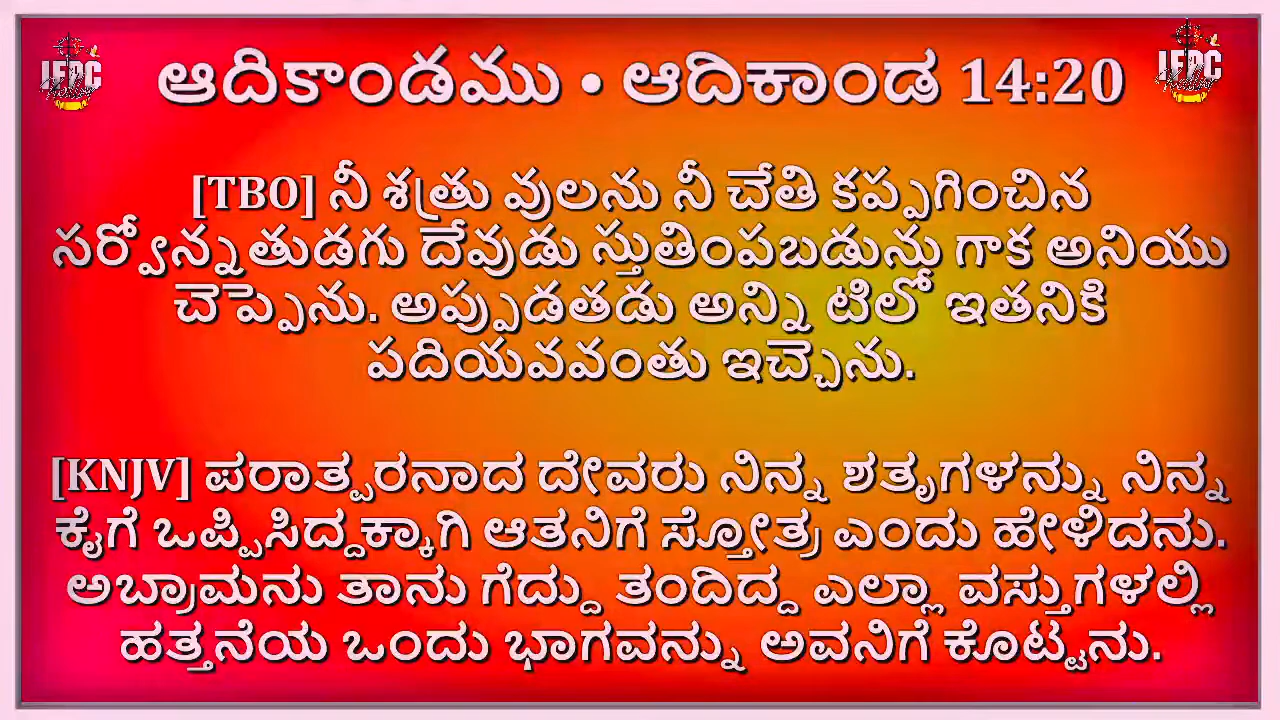 IEPC
IEPC
ఆదికాండము • ಆದಿಕಾಂಡ 14:20
[TBO] నీ శత్రు వులను నీ చేతి కప్పగించిన
సర్వోన్నతుడగు దేవుడు స్తుతింపబడును గాక అనియు
చెప్పెను. అప్పుడతడు అన్ని టిలో ఇతనికి
పదియవవంతు ఇచ్చెను.
[KNJV] ಪರಾತ್ಪರನಾದ ದೇವರು ನಿನ್ನ ಶತೃಗಳನ್ನು ನಿನ್ನ
ಕೈಗೆ ಒಪ್ಪಿಸಿದ್ದಕ್ಕಾಗಿ ಆತನಿಗೆ ಸ್ತೋತ್ರ ಎಂದು ಹೇಳಿದನು.
ಅಬ್ರಾಮನು ತಾನು ಗೆದ್ದು ತಂದಿದ್ದ ಎಲ್ಲಾ ವಸ್ತುಗಳಲ್ಲಿ
ಹತ್ತನೆಯ ಒಂದು ಭಾಗವನ್ನು ಅವನಿಗೆ ಕೊಟ್ಟನು.